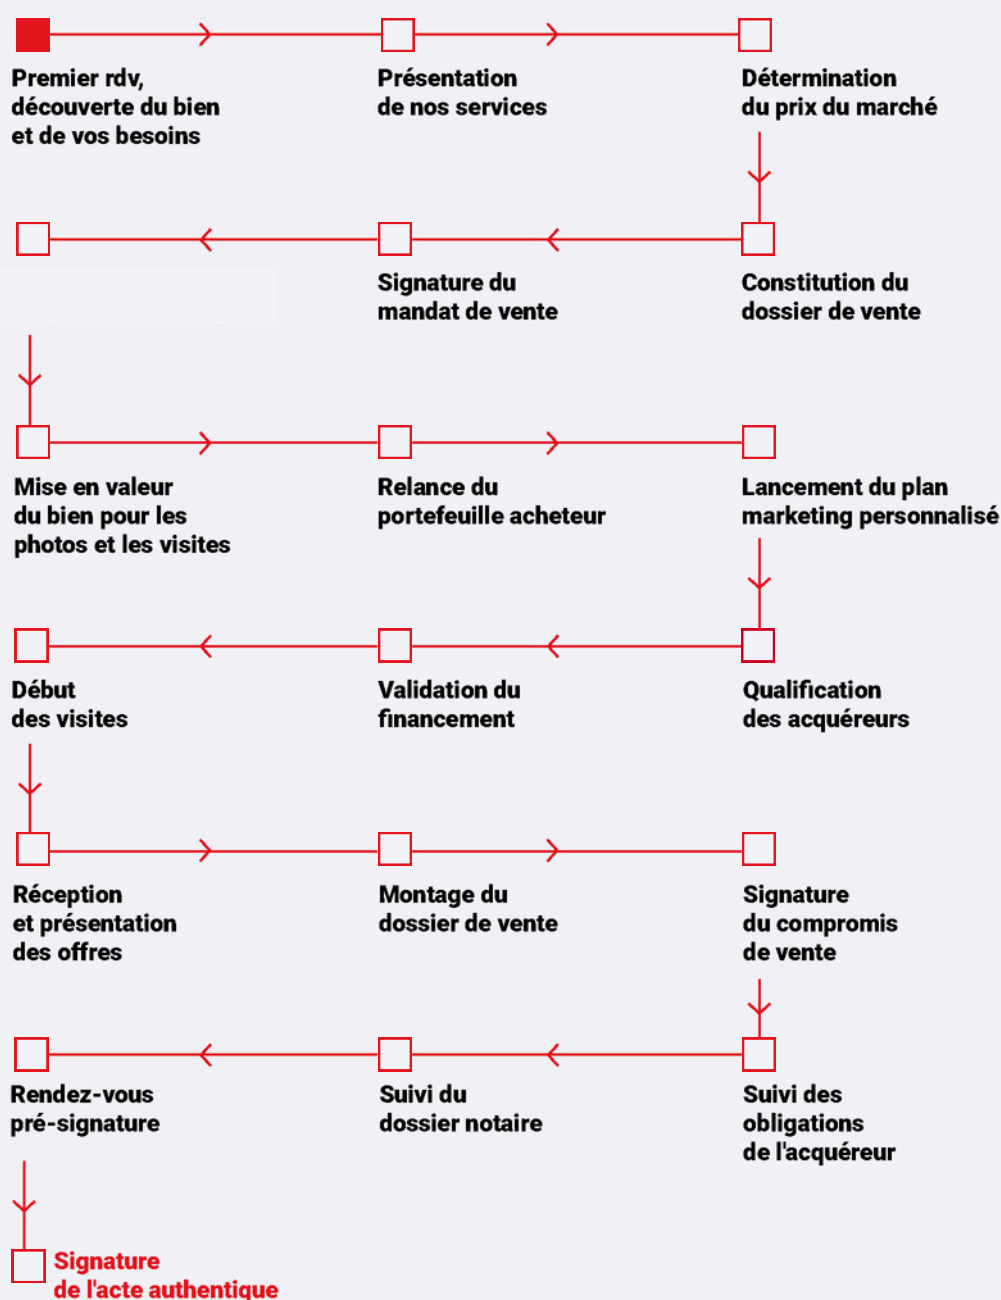 Premier rdv,
découverte du bien
et de vos besoins
Présentation
de nos services
Détermination
du prix du marché
Constitution du
dossier de vente
Signature du
mandat de vente
Mise en valeur
du bien pour les
photos et les visites
Relance du
portefeuille acheteur
Lancement du plan
marketing personnalisé
Qualification
des acquéreurs
Validation du
financement
Début
des visites
Réception
et présentation
des offres
Montage du
dossier de vente
Signature
du compromis
de vente
Suivi des
obligations
de l'acquéreur
Suivi du
dossier notaire
Rendez-vous
pré-signature
Signature
de l'acte authentique